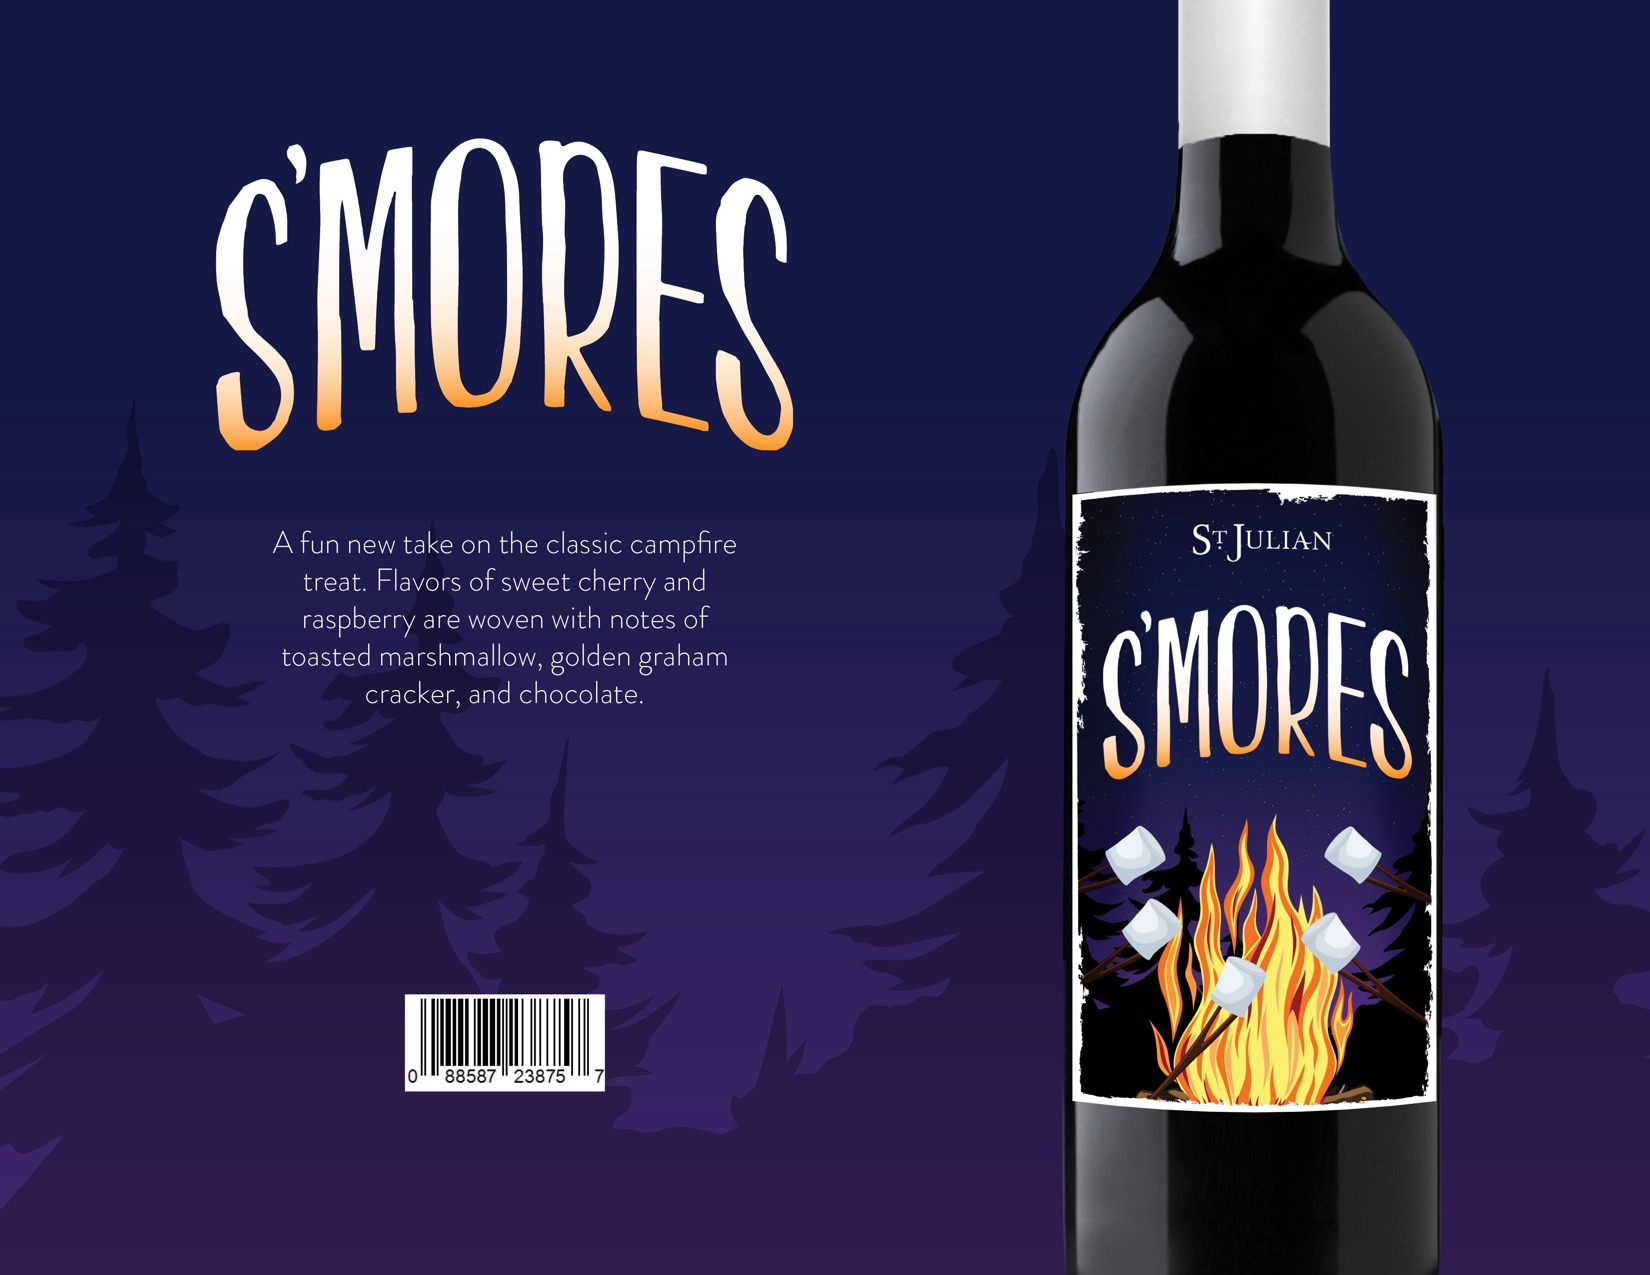 S'MORES
A fun new take on the classic campfire
treat. Flavors of sweet cherry and
raspberry are woven with notes of
toasted marshmallow, golden graham
cracker, and chocolate.
0 88587 23875 7
ST. JULIAN
S'MORES